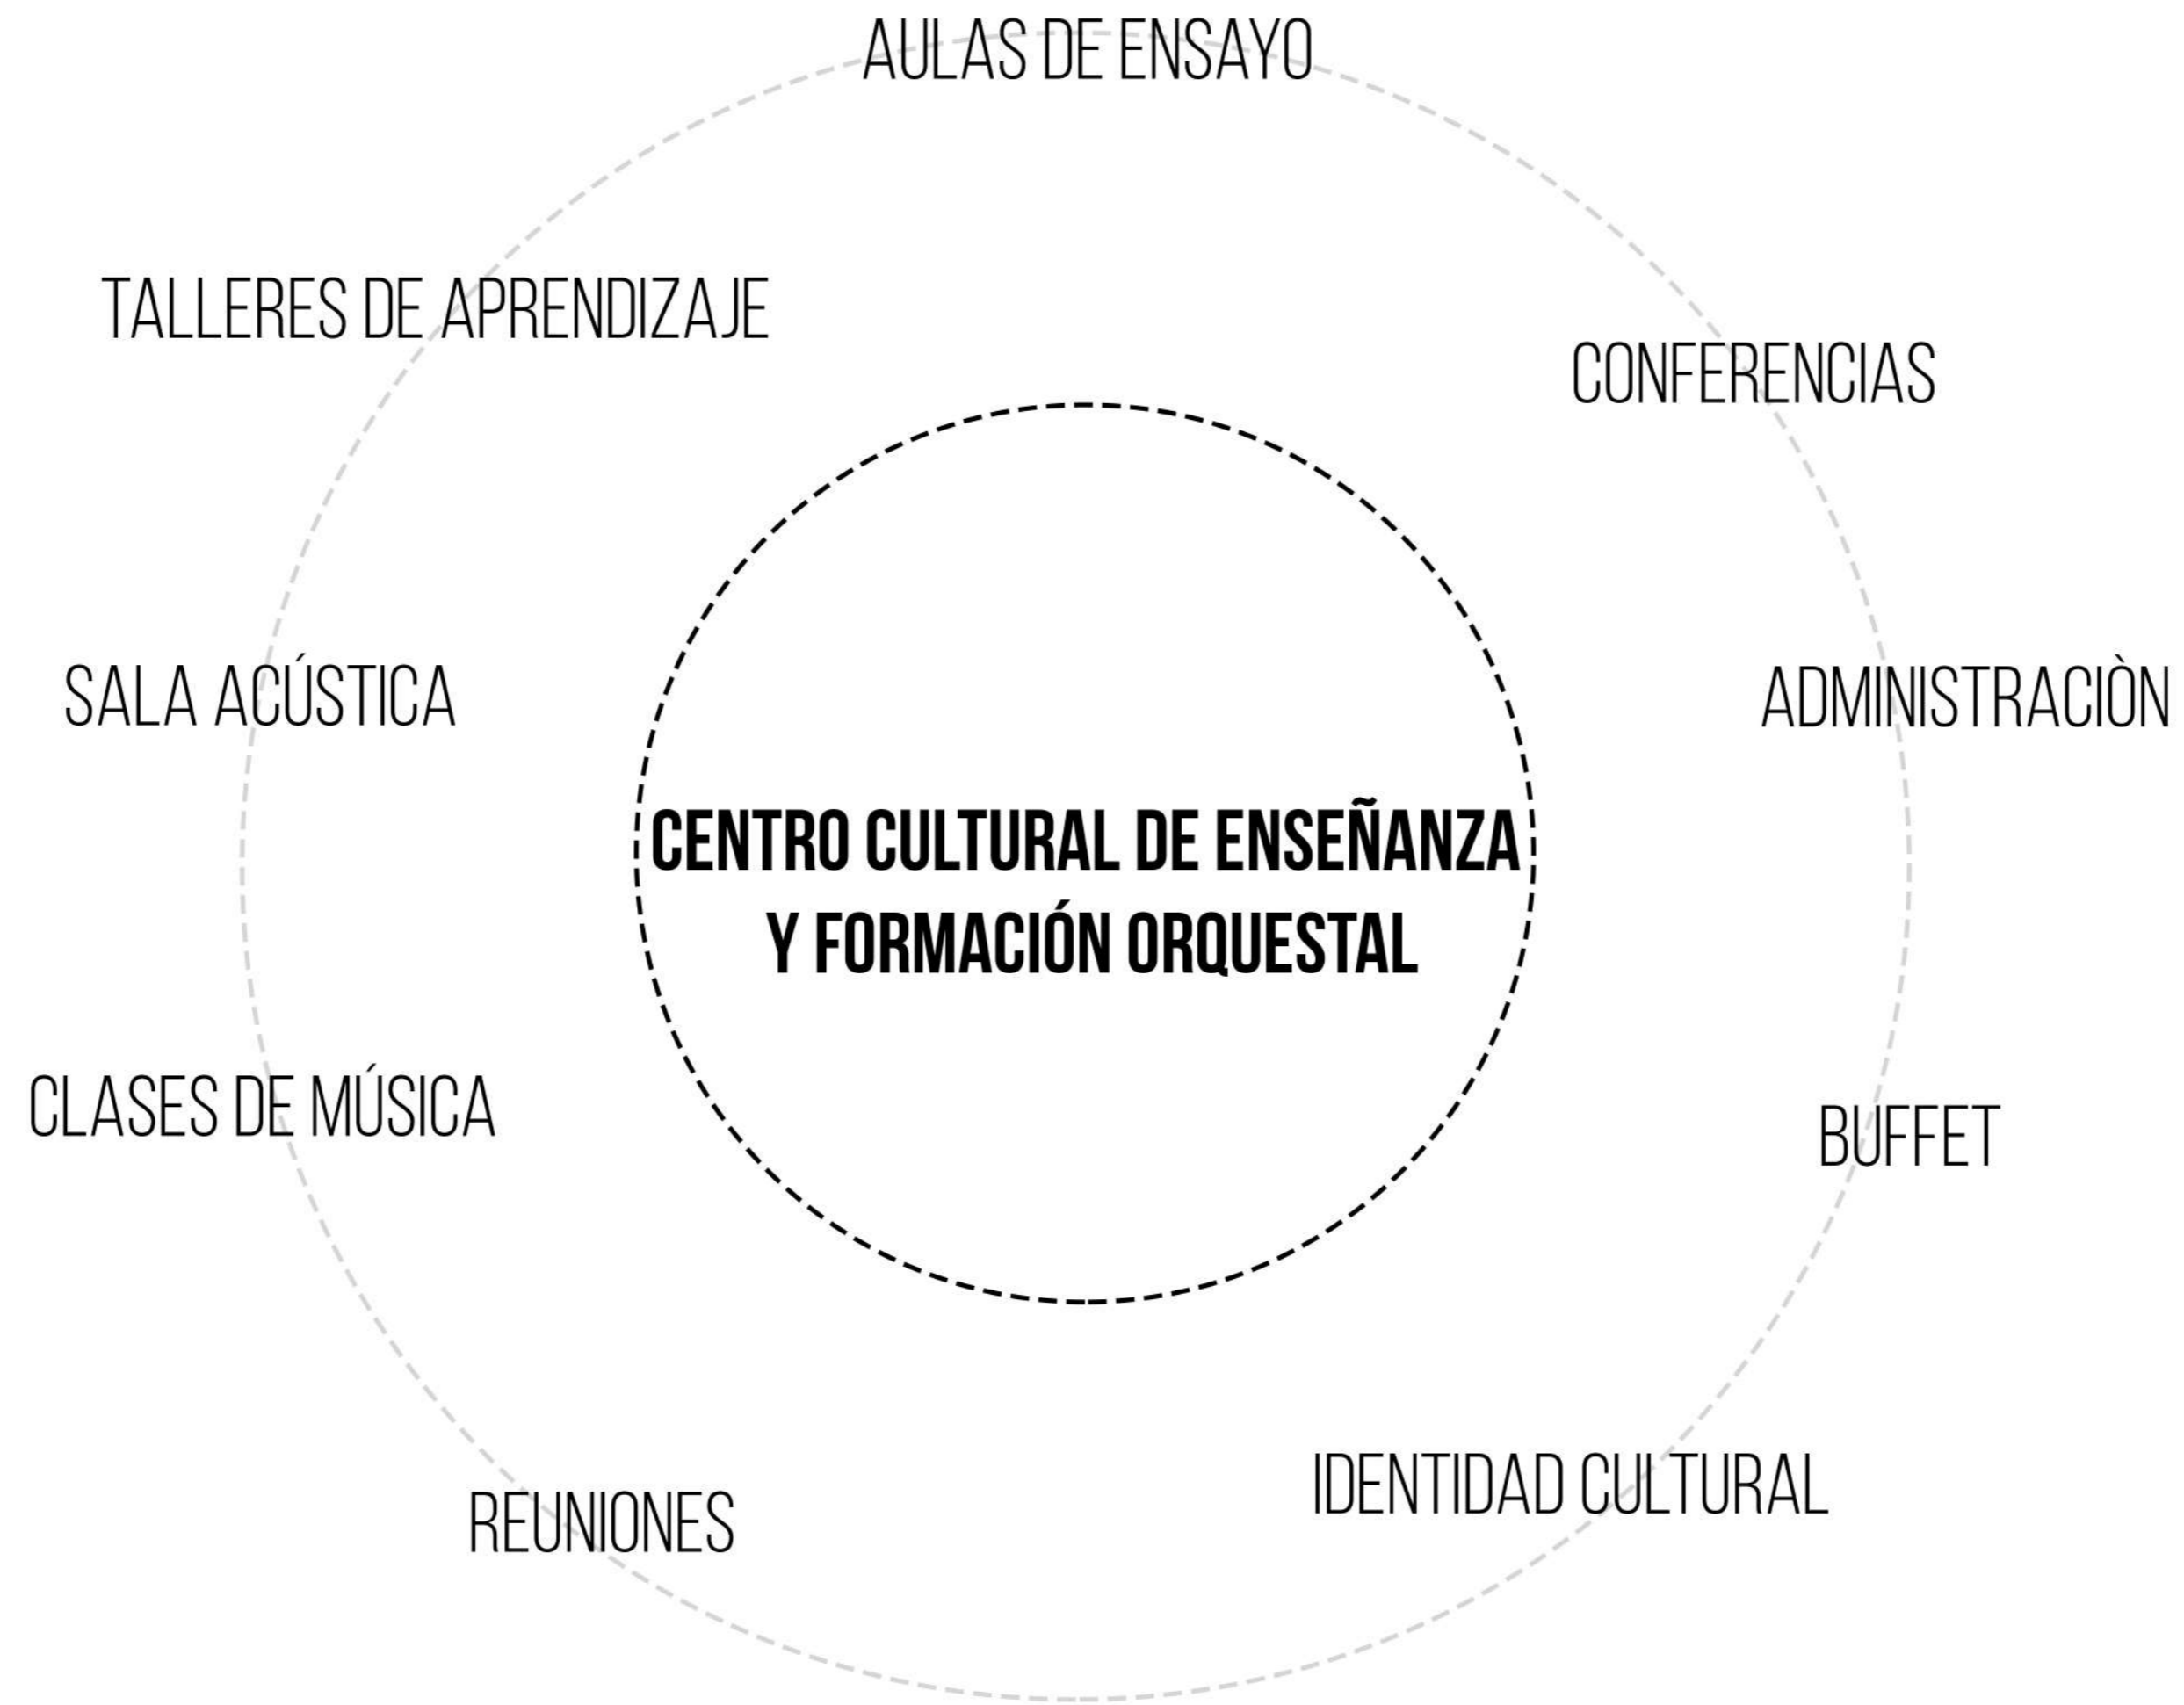 AULAS DE ENSAYO
TALLERES DE APRENDIZAJE
CONFERENCIAS
SALA ACÚSTICA
ADMINISTRACIÒN
CENTRO CULTURAL DE ENSEÑANZA
Y FORMACIÓN ORQUESTAL
CLASES DE MÚSICA
BUFFET
IDENTIDAD CULTURAL
REUNIONES